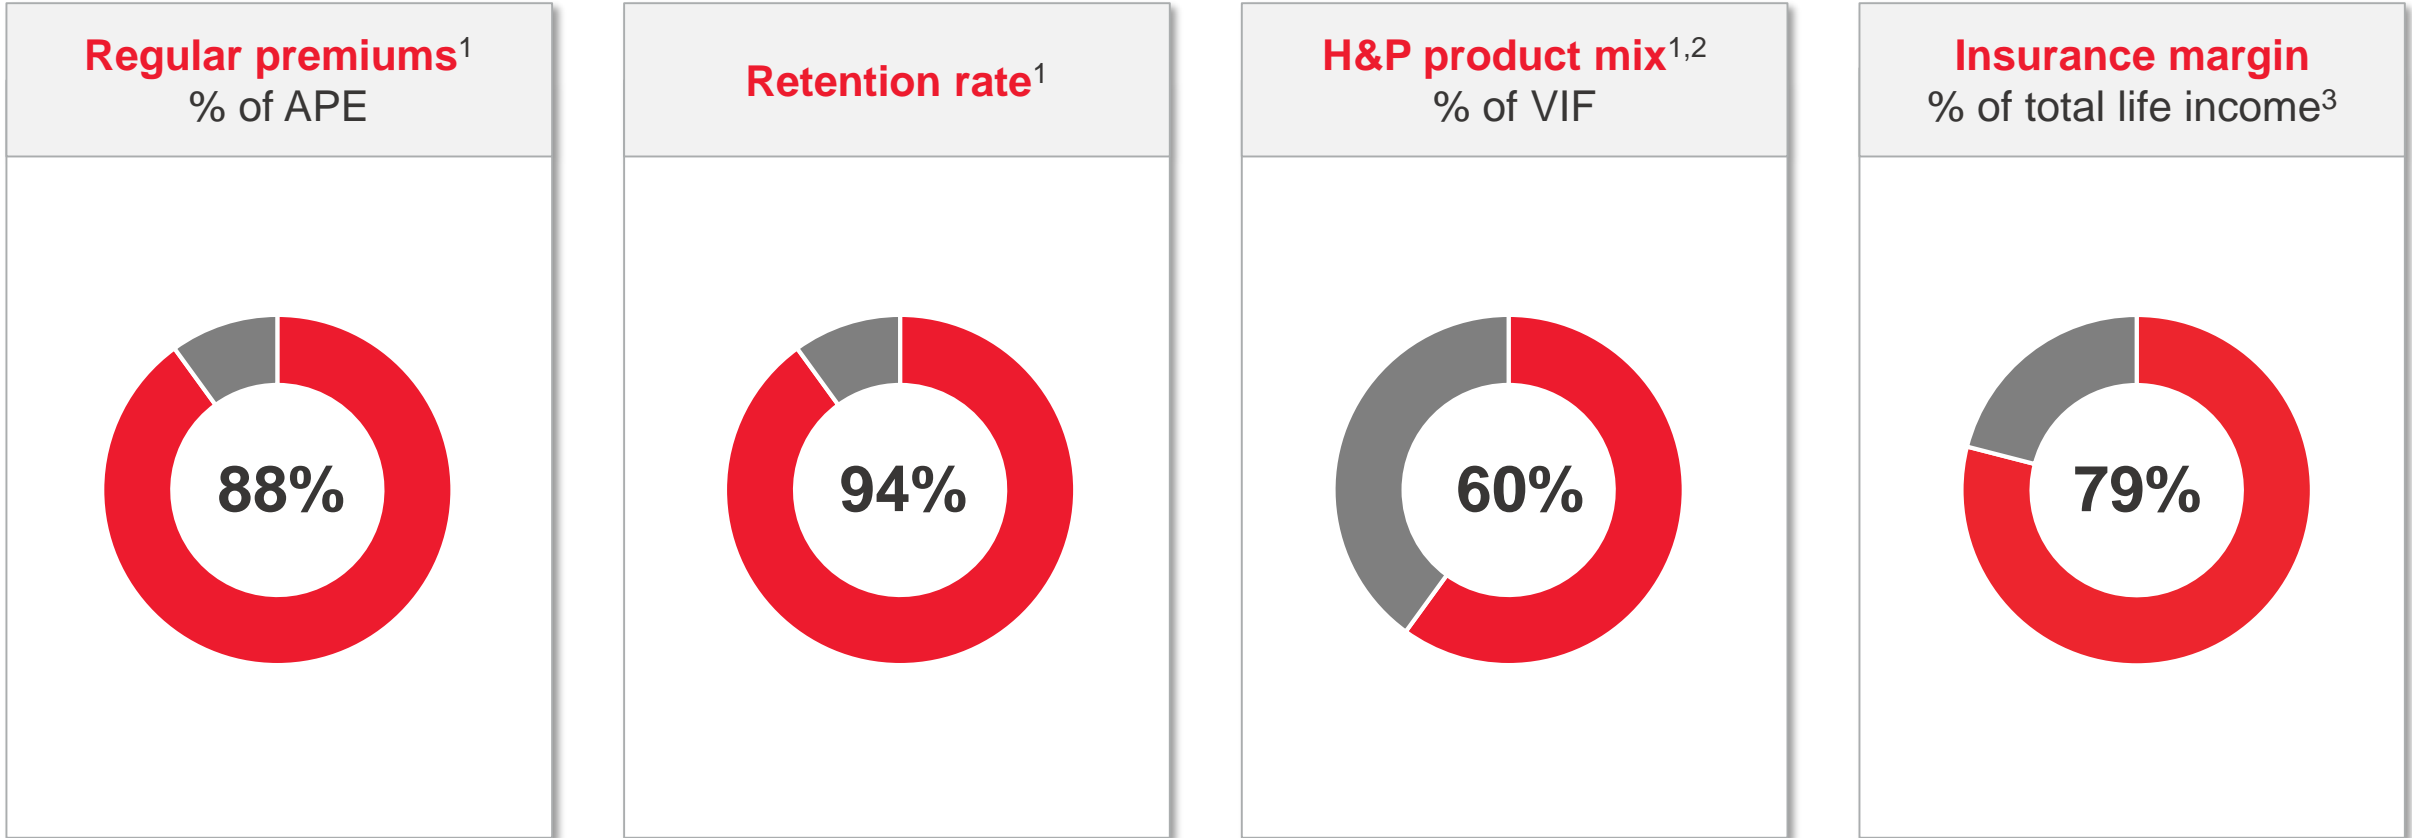 Regular premiums1
% of APE
88%
Retention rate1
94%
H&P product mix1,2
% of VIF
60%
Insurance margin
% of total life income3
79%